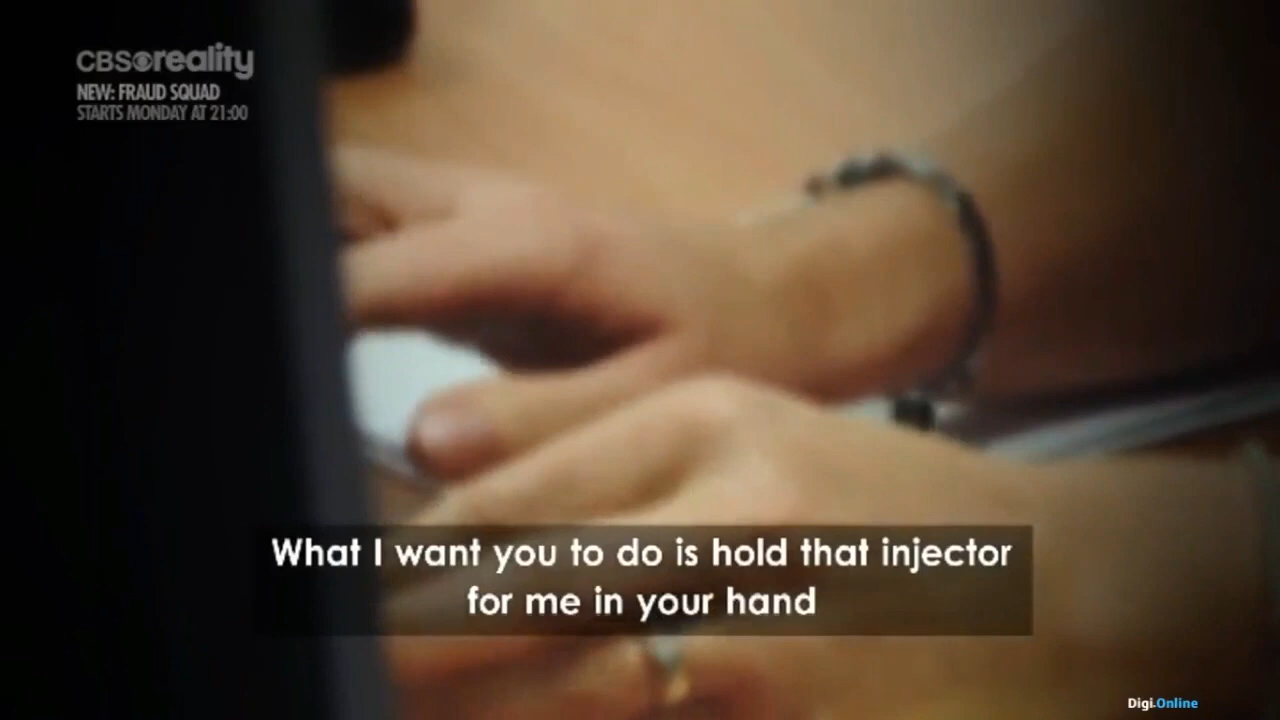 CBS reality
NEW: FRAUD SQUAD
STARTS MONDAY AT 21:00
What I want you to do is hold that injector
for me in your hand
Digi.Online